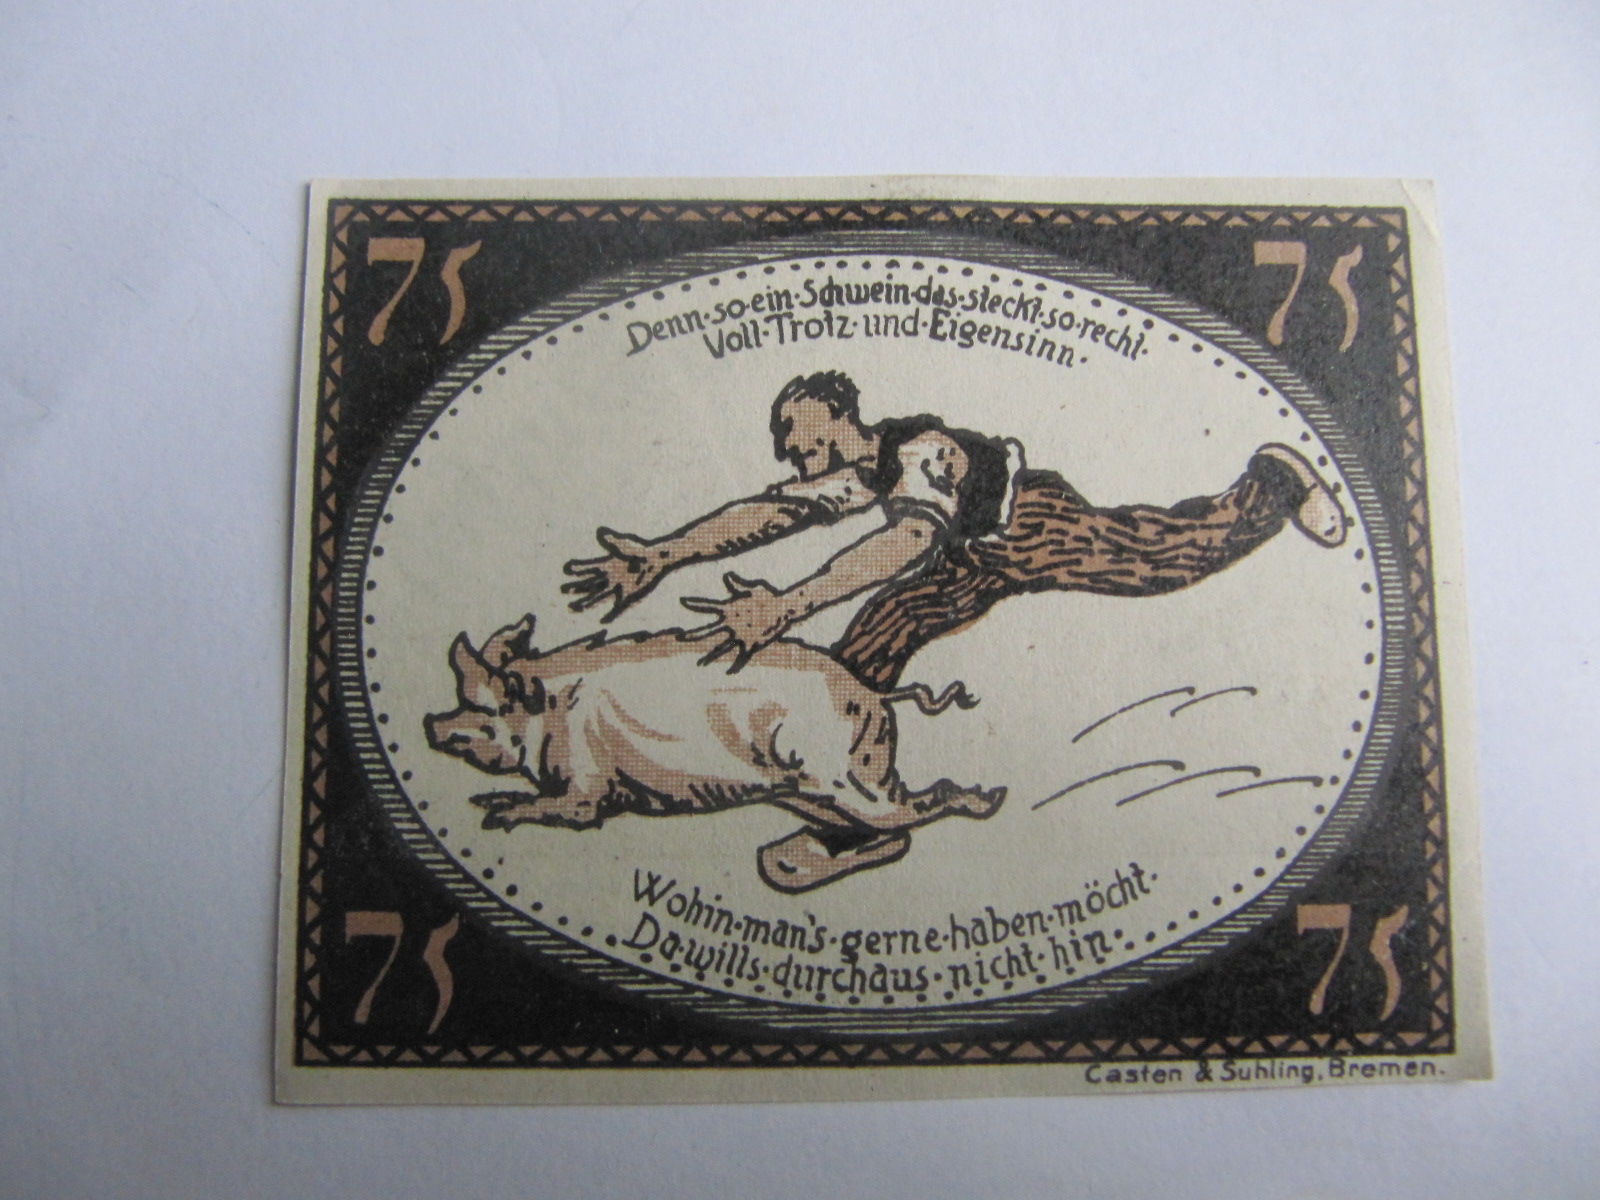 75 75
Denn·so·ein·Schwein·das·steckt·so·recht·
Voll·Trotz·und·Eigensinn·
Wohin·man's·gerne·haben·möcht·
Da·wills·durchaus·nicht·hin·
75 75
Casten & Suhling, Bremen.